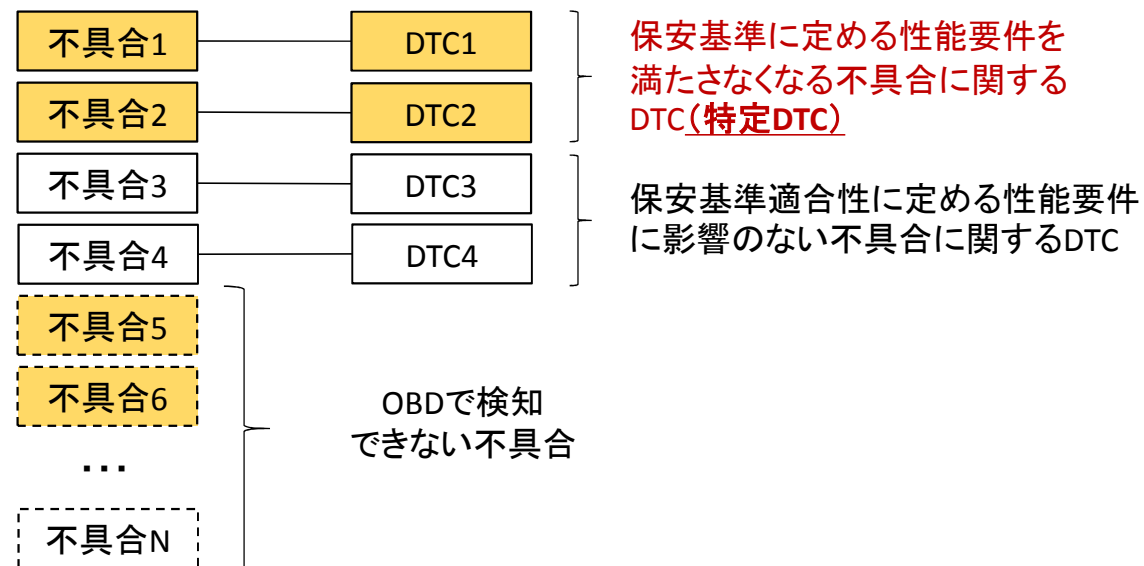 不具合1
DTC1
不具合2
DTC2
保安基準に定める性能要件を
満たさなくなる不具合に関する
DTC(特定DTC)
不具合3
DTC3
不具合4
DTC4
保安基準適合性に定める性能要件
に影響のない不具合に関するDTC
不具合5
不具合6
...
不具合N
OBDで検知
できない不具合